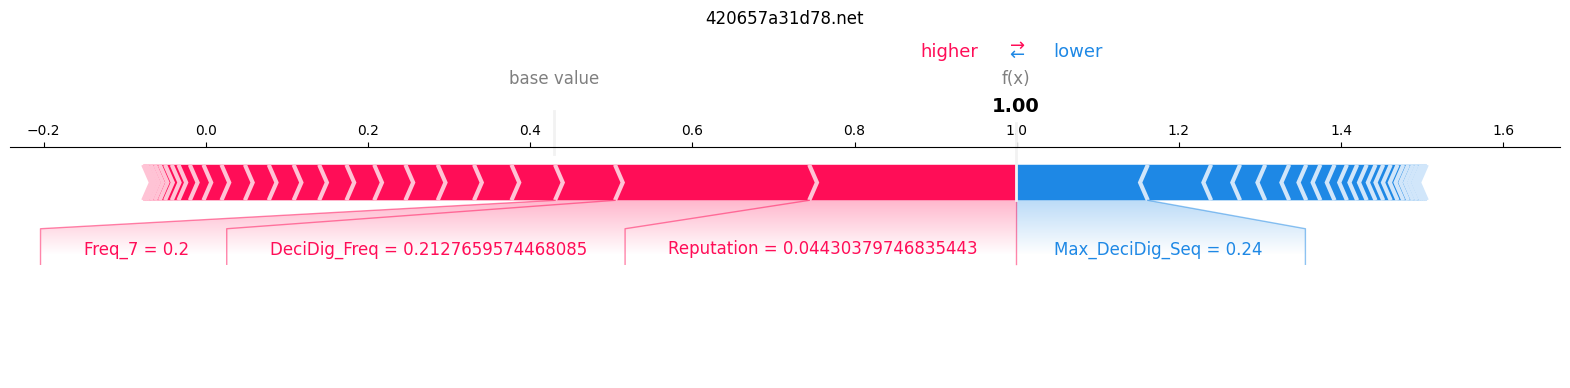 420657a31d78.net
higher ⇄ lower
base value f(x)
1.00
−0.2 0.0 0.2 0.4 0.6 0.8 1.0 1.2 1.4 1.6
Freq_7 = 0.2 DeciDig_Freq = 0.2127659574468085 Reputation = 0.04430379746835443 Max_DeciDig_Seq = 0.24